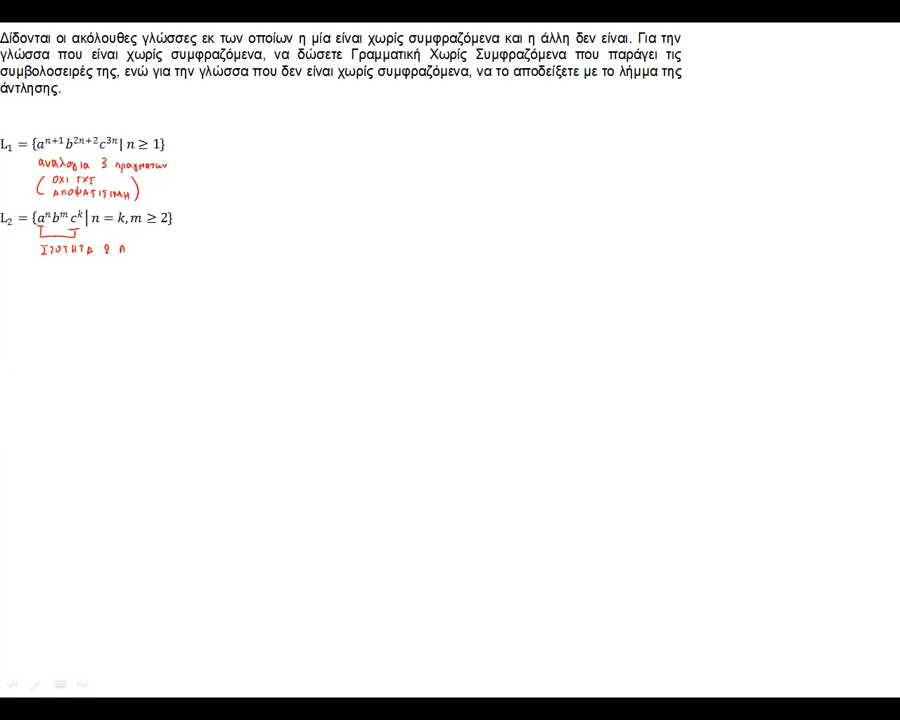 Δίδονται οι ακόλουθες γλώσσες εκ των οποίων η μία είναι χωρίς συμφραζόμενα και η άλλη δεν είναι. Για την
γλώσσα που είναι χωρίς συμφραζόμενα, να δώσετε Γραμματική Χωρίς Συμφραζόμενα που παράγει τις
συμβολοσειρές της, ενώ για την γλώσσα που δεν είναι χωρίς συμφραζόμενα, να το αποδείξετε με το λήμμα της
άντλησης.
L₁ = {aⁿ⁺¹b²ⁿ⁺²c³ⁿ| n ≥ 1}
αναλογια 3 πραγματων
(ΟΧΙ ΓΧΣ
ΑΠΟΦΑΣΙΣΙΜΗ)
L₂ = {aⁿbᵐcᵏ| n = k, m ≥ 2}
ΙΣΟΤΗΤΑ 2 Π